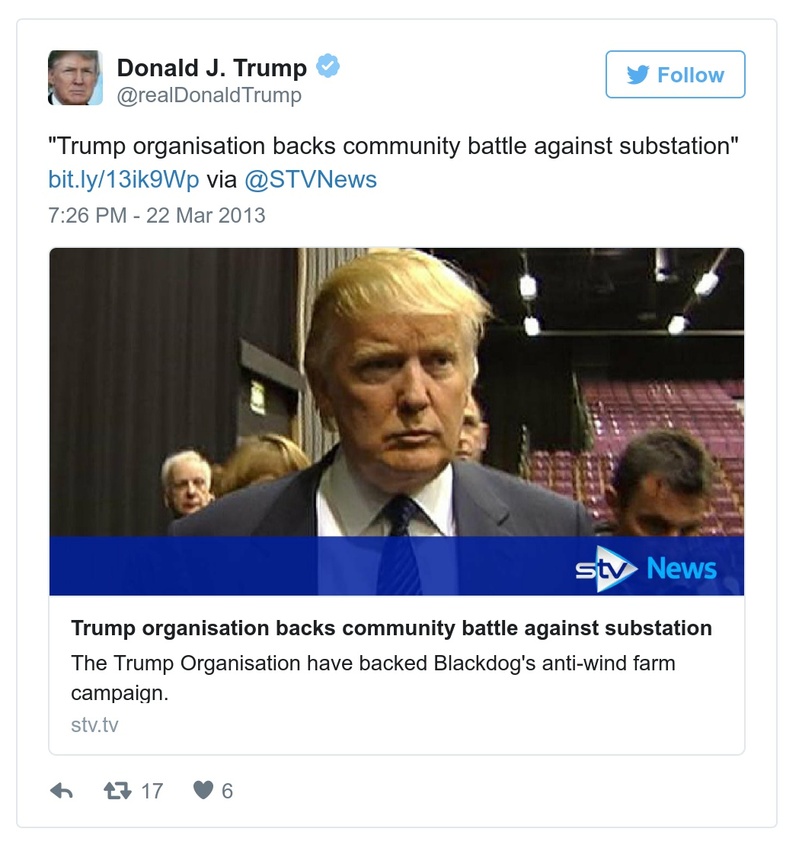 Donald J. Trump
@realDonaldTrump
Follow
"Trump organisation backs community battle against substation"
bit.ly/13ik9Wp via @STVNews
7:26 PM - 22 Mar 2013
stv News
Trump organisation backs community battle against substation
The Trump Organisation have backed Blackdog's anti-wind farm
campaign.
stv.tv
17 6